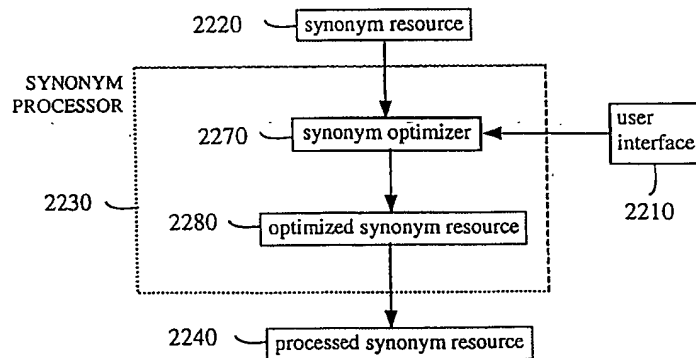 2220
synonym resource
SYNONYM
PROCESSOR
2270
synonym optimizer
user
interface
2230
2280
optimized synonym resource
2210
2240
processed synonym resource